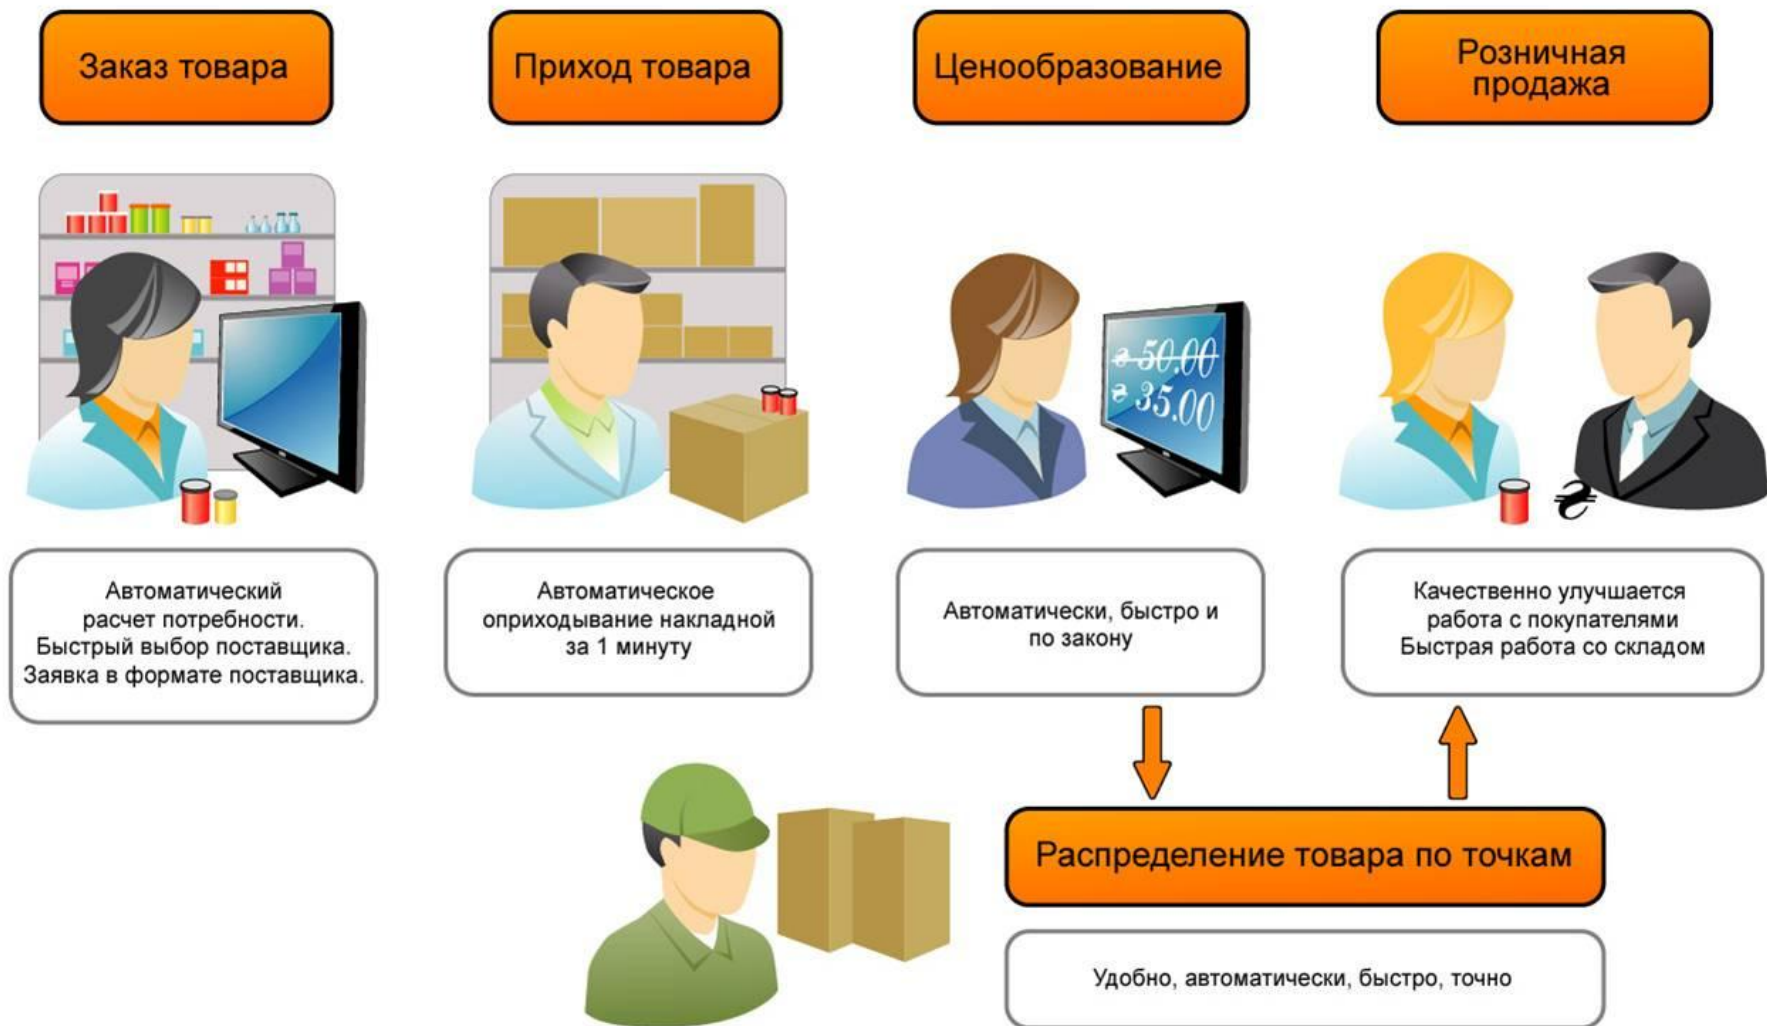 Заказ товара
Приход товара
Ценообразование
Розничная
продажа
₴ 50.00
₴ 35.00
₴
Автоматический
расчет потребности.
Быстрый выбор поставщика.
Заявка в формате поставщика.
Автоматическое
оприходывание накладной
за 1 минуту
Автоматически, быстро и
по закону
Качественно улучшается
работа с покупателями
Быстрая работа со складом
Распределение товара по точкам
Удобно, автоматически, быстро, точно